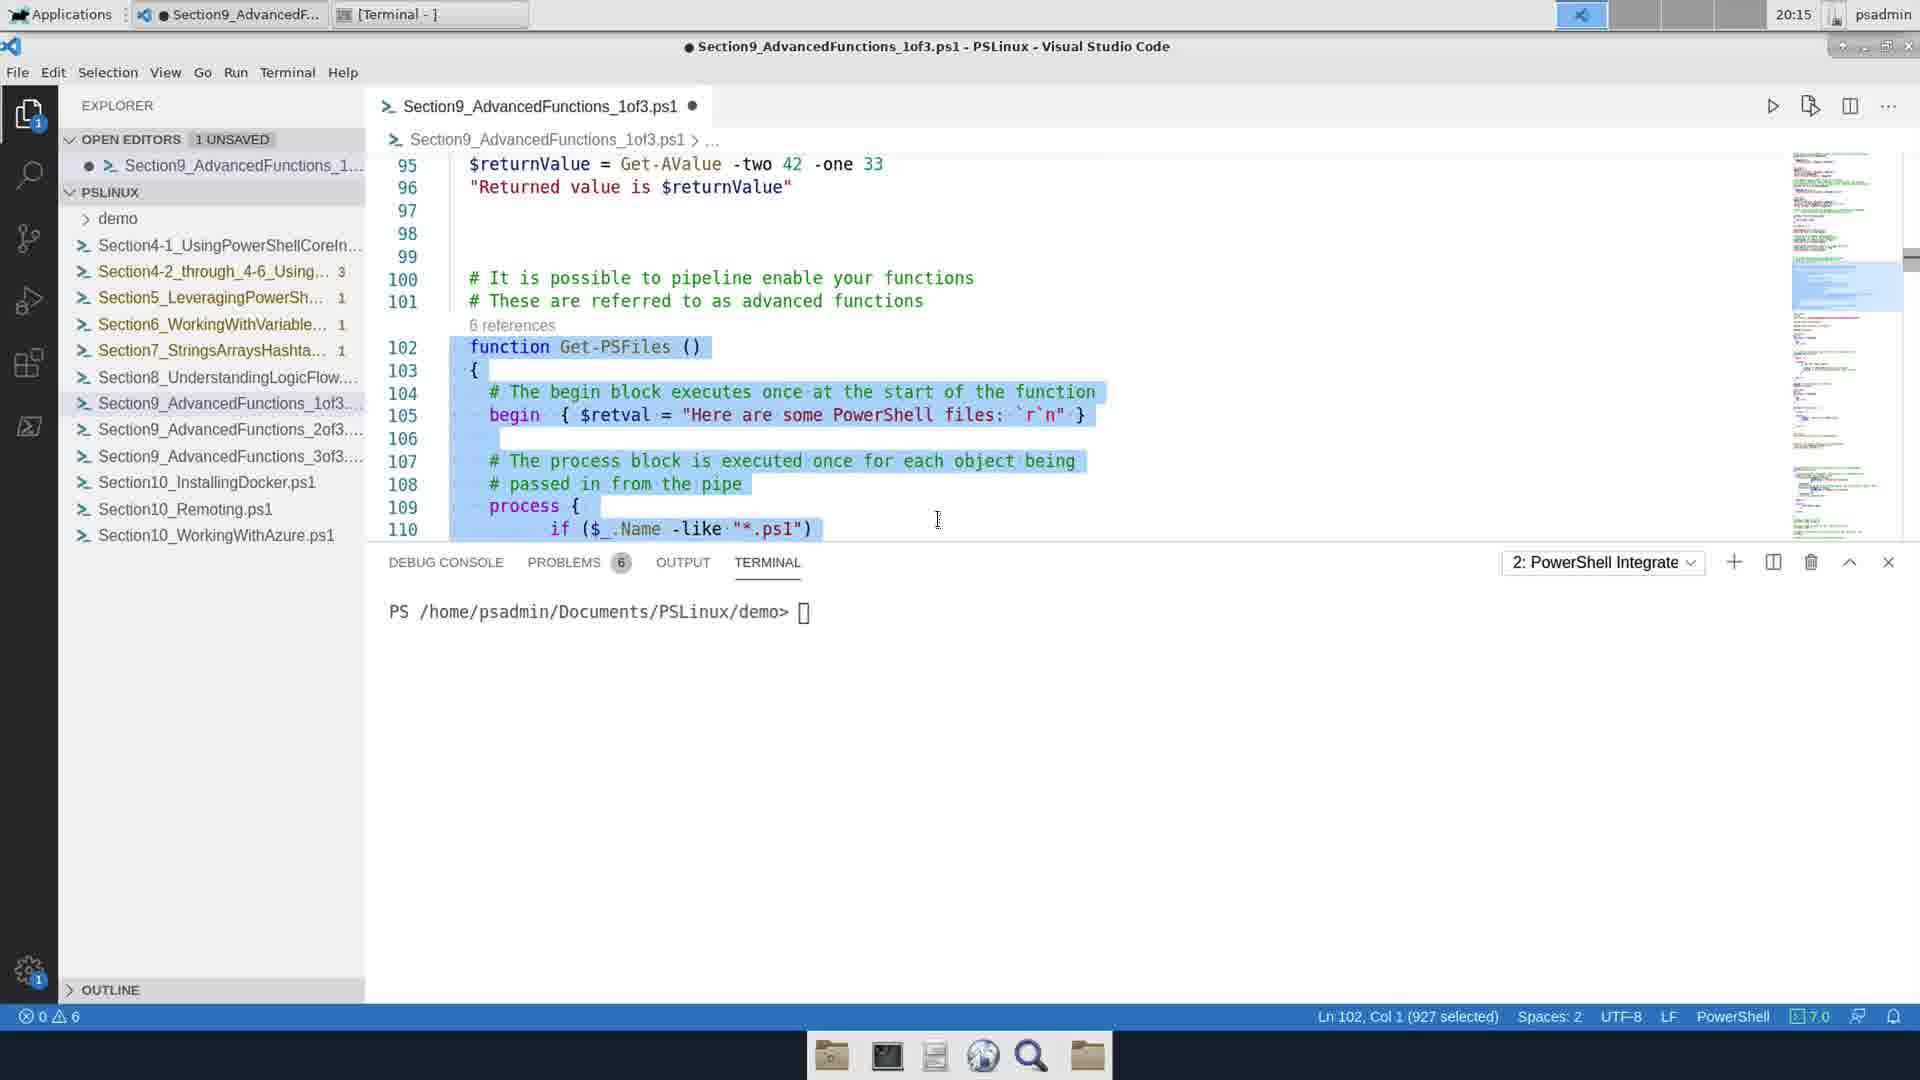 Applications
Section9_AdvancedF...
[Terminal - ]
20:15
psadmin
Section9_AdvancedFunctions_1of3.ps1 - PSLinux - Visual Studio Code
File Edit Selection View Go Run Terminal Help
EXPLORER
OPEN EDITORS 1 UNSAVED
Section9_AdvancedFunctions_1...
PSLINUX
demo
Section4-1_UsingPowerShellCoreIn...
Section4-2_through_4-6_Using... 3
Section5_LeveragingPowerSh... 1
Section6_WorkingWithVariable... 1
Section7_StringsArraysHashta... 1
Section8_UnderstandingLogicFlow....
Section9_AdvancedFunctions_1of3....
Section9_AdvancedFunctions_2of3....
Section9_AdvancedFunctions_3of3....
Section10_InstallingDocker.ps1
Section10_Remoting.ps1
Section10_WorkingWithAzure.ps1
OUTLINE
1
1
Section9_AdvancedFunctions_1of3.ps1
Section9_AdvancedFunctions_1of3.ps1 > ...
95 $returnValue = Get-AValue -two 42 -one 33
96 "Returned value is $returnValue"
97
98
99
100 # It is possible to pipeline enable your functions
101 # These are referred to as advanced functions
6 references
102 function Get-PSFiles ()
103 {
104 # The begin block executes once at the start of the function
105 begin { $retval = "Here are some PowerShell files: `r`n" }
106
107 # The process block is executed once for each object being
108 # passed in from the pipe
109 process {
110 if ($_.Name -like "*.ps1")
DEBUG CONSOLE PROBLEMS 6 OUTPUT TERMINAL
2: PowerShell Integrate
PS /home/psadmin/Documents/PSLinux/demo>
0 6
Ln 102, Col 1 (927 selected) Spaces: 2 UTF-8 LF PowerShell 7.0